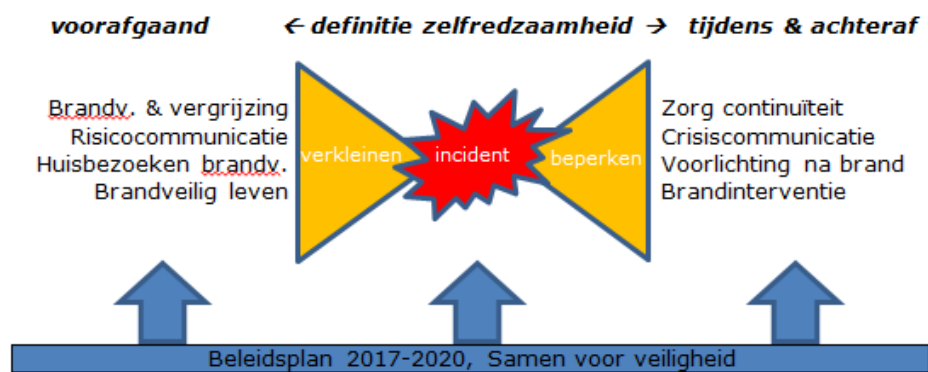 voorafgaand ← definitie zelfredzaamheid → tijdens & achteraf
Brandv. & vergrijzing
Risicocommunicatie
Huisbezoeken brandv.
Brandveilig leven
verkleinen
incident
beperken
Zorg continuïteit
Crisiscommunicatie
Voorlichting na brand
Brandinterventie
Beleidsplan 2017-2020, Samen voor veiligheid